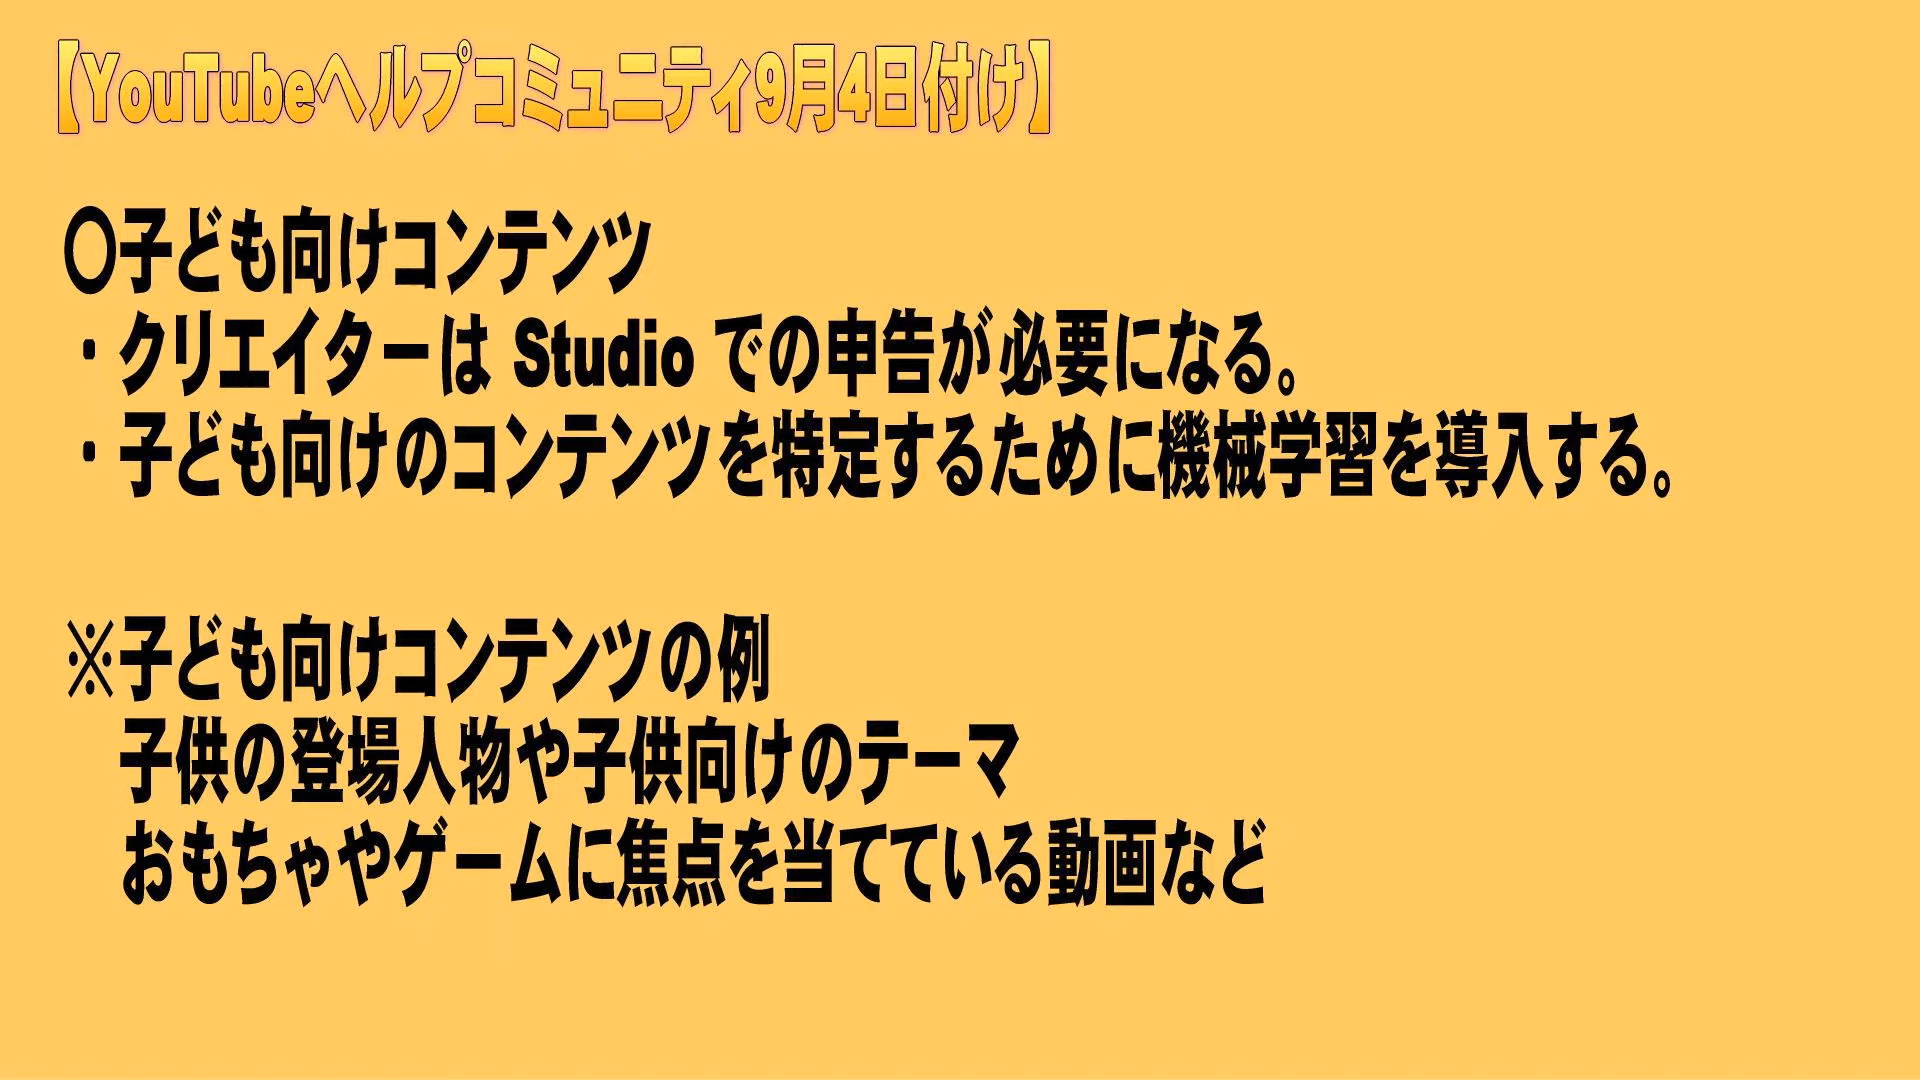 【YouTubeヘルプコミュニティ9月4日付け】
〇子ども向けコンテンツ
・クリエイターは Studio での申告が必要になる。
・子ども向けのコンテンツを特定するために機械学習を導入する。
※子ども向けコンテンツの例
子供の登場人物や子供向けのテーマ
おもちゃやゲームに焦点を当てている動画など